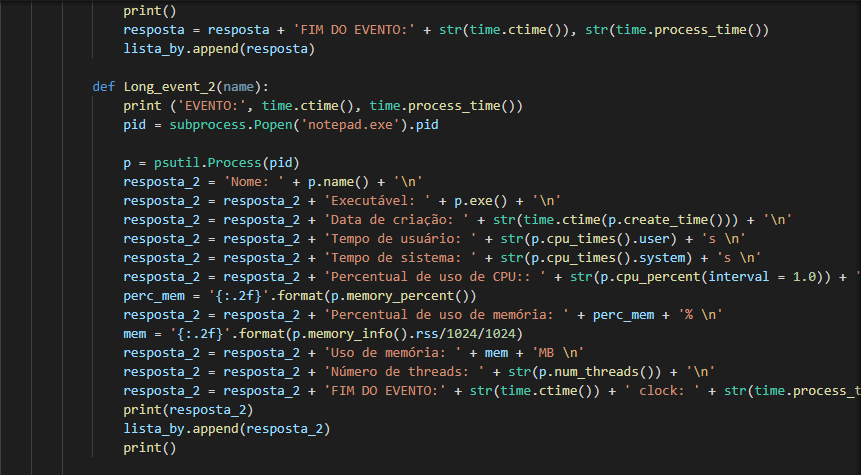 print()
resposta = resposta + 'FIM DO EVENTO:' + str(time.ctime()), str(time.process_time())
lista_by.append(resposta)
def Long_event_2(name):
print ('EVENTO:', time.ctime(), time.process_time())
pid = subprocess.Popen('notepad.exe').pid
p = psutil.Process(pid)
resposta_2 = 'Nome: ' + p.name() + '\n'
resposta_2 = resposta_2 + 'Executável: ' + p.exe() + '\n'
resposta_2 = resposta_2 + 'Data de criação: ' + str(time.ctime(p.create_time())) + '\n'
resposta_2 = resposta_2 + 'Tempo de usuário: ' + str(p.cpu_times().user) + 's \n'
resposta_2 = resposta_2 + 'Tempo de sistema: ' + str(p.cpu_times().system) + 's \n'
resposta_2 = resposta_2 + 'Percentual de uso de CPU:: ' + str(p.cpu_percent(interval = 1.0)) + '
perc_mem = '{:.2f}'.format(p.memory_percent())
resposta_2 = resposta_2 + 'Percentual de uso de memória: ' + perc_mem + '% \n'
mem = '{:.2f}'.format(p.memory_info().rss/1024/1024)
resposta_2 = resposta_2 + 'Uso de memória: ' + mem + 'MB \n'
resposta_2 = resposta_2 + 'Número de threads: ' + str(p.num_threads()) + '\n'
resposta_2 = resposta_2 + 'FIM DO EVENTO:' + str(time.ctime()) + ' clock: ' + str(time.process_t
print(resposta_2)
lista_by.append(resposta_2)
print()